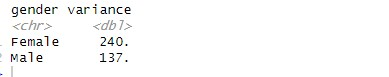 gender variance
<chr> <dbl>
Female 240.
Male 137.